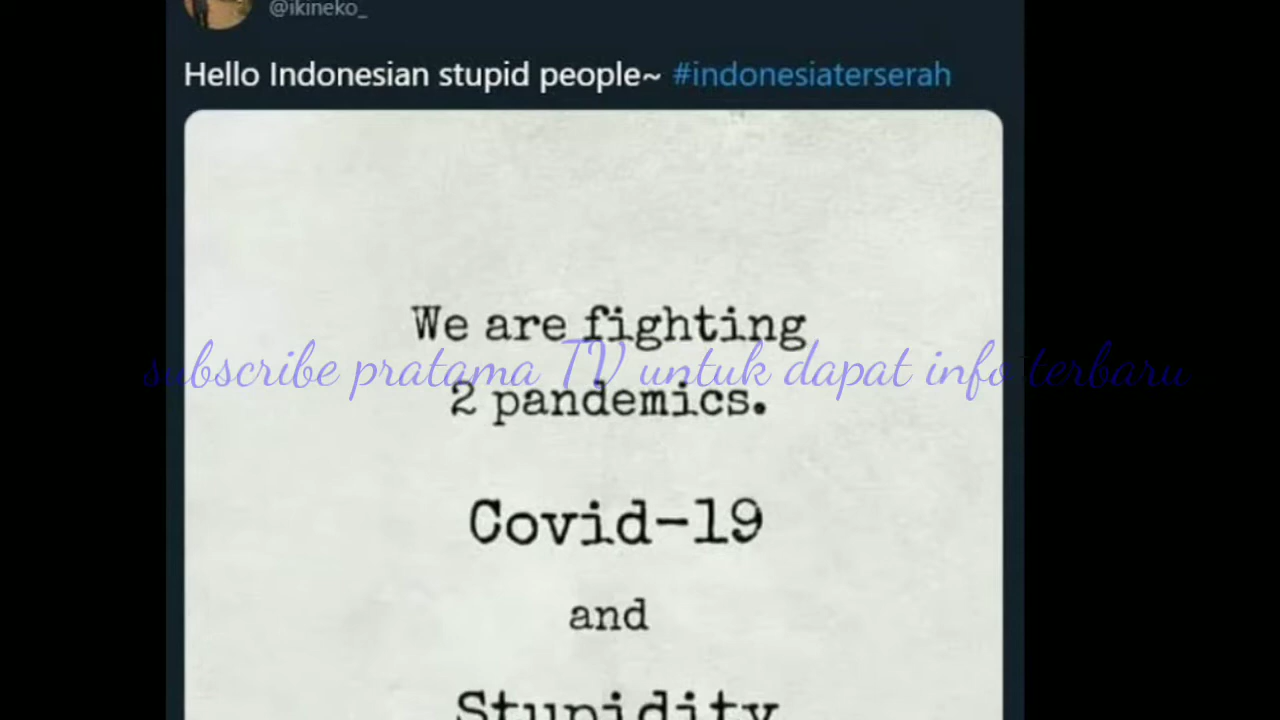 @ikineko_
Hello Indonesian stupid people~ #indonesiaterserah
We are fighting
subscribe pratama TV untuk dapat info terbaru
2 pandemics.
Covid-19
and
Stupidity